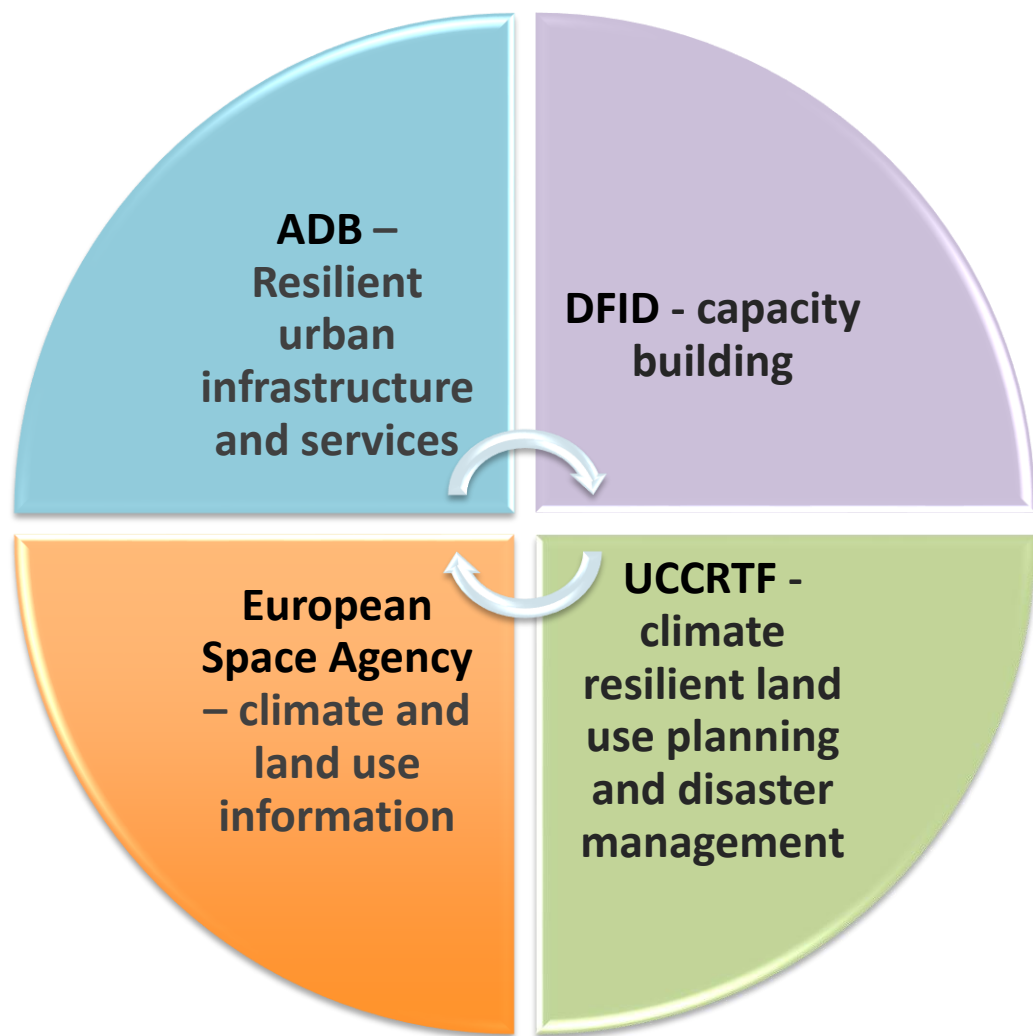 ADB –
Resilient
urban
infrastructure
and services
DFID - capacity
building
European
Space Agency
– climate and
land use
information
UCCRTF -
climate
resilient land
use planning
and disaster
management